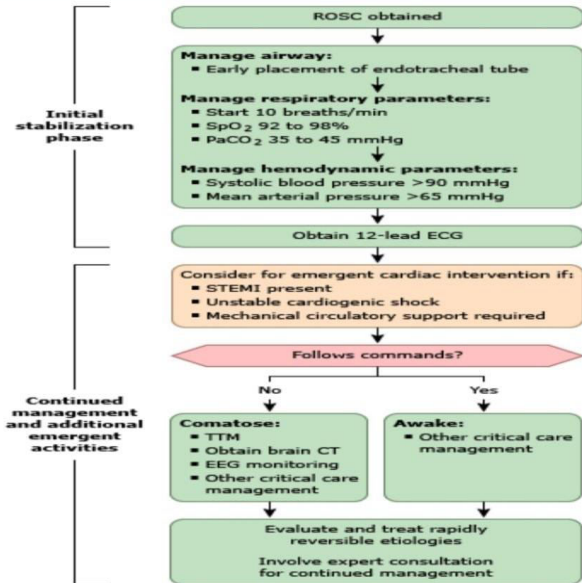 ROSC obtained
Manage airway:
▪ Early placement of endotracheal tube
Manage respiratory parameters:
▪ Start 10 breaths/min
▪ SpO₂ 92 to 98%
▪ PaCO₂ 35 to 45 mmHg
Manage hemodynamic parameters:
▪ Systolic blood pressure >90 mmHg
▪ Mean arterial pressure >65 mmHg
Initial
stabilization
phase
Obtain 12-lead ECG
Consider for emergent cardiac intervention if:
▪ STEMI present
▪ Unstable cardiogenic shock
▪ Mechanical circulatory support required
Follows commands?
No
Yes
Continued
management
and additional
emergent
activities
Comatose:
▪ TTM
▪ Obtain brain CT
▪ EEG monitoring
▪ Other critical care
management
Awake:
▪ Other critical care
management
Evaluate and treat rapidly
reversible etiologies
Involve expert consultation
for continued management